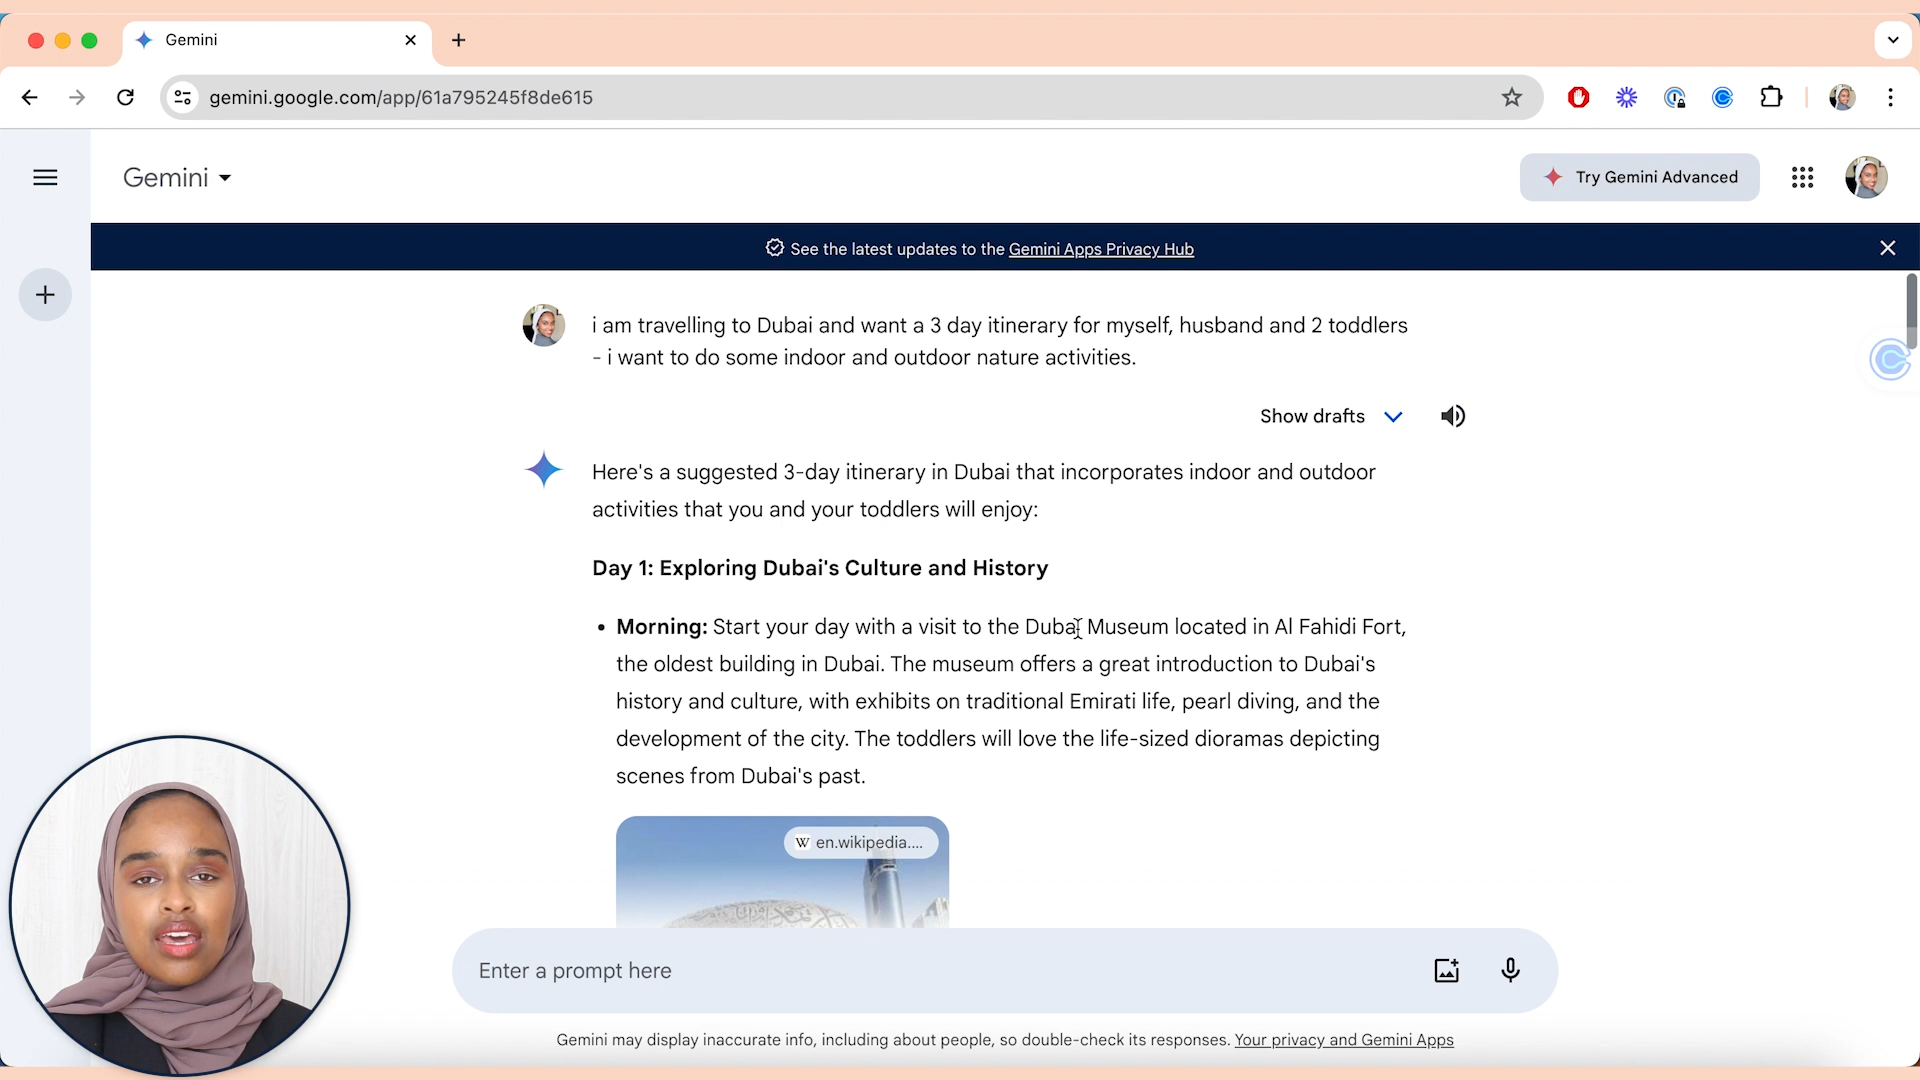 Gemini
gemini.google.com/app/61a795245f8de615
Gemini
Try Gemini Advanced
See the latest updates to the Gemini Apps Privacy Hub
i am travelling to Dubai and want a 3 day itinerary for myself, husband and 2 toddlers
- i want to do some indoor and outdoor nature activities.
Show drafts
Here's a suggested 3-day itinerary in Dubai that incorporates indoor and outdoor
activities that you and your toddlers will enjoy:
Day 1: Exploring Dubai's Culture and History
• Morning: Start your day with a visit to the Dubai Museum located in Al Fahidi Fort,
the oldest building in Dubai. The museum offers a great introduction to Dubai's
history and culture, with exhibits on traditional Emirati life, pearl diving, and the
development of the city. The toddlers will love the life-sized dioramas depicting
scenes from Dubai's past.
W en.wikipedia....
Enter a prompt here
Gemini may display inaccurate info, including about people, so double-check its responses. Your privacy and Gemini Apps